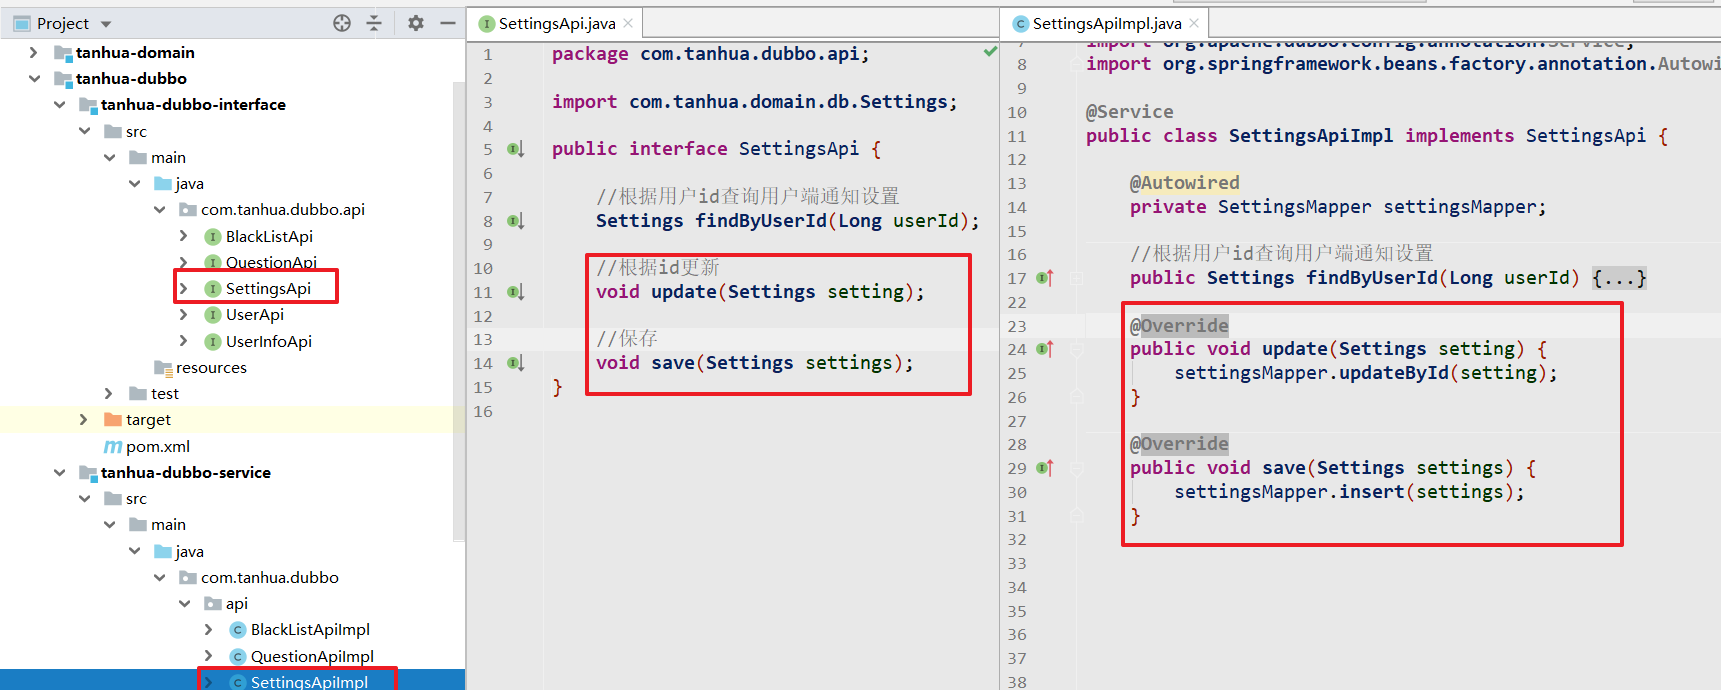 Project
tanhua-domain
tanhua-dubbo
tanhua-dubbo-interface
src
main
java
com.tanhua.dubbo.api
BlackListApi
QuestionApi
SettingsApi
UserApi
UserInfoApi
resources
test
target
pom.xml
tanhua-dubbo-service
src
main
java
com.tanhua.dubbo
api
BlackListApiImpl
QuestionApiImpl
SettingsApiImpl
SettingsApi.java
1 package com.tanhua.dubbo.api;
2
3 import com.tanhua.domain.db.Settings;
4
5 public interface SettingsApi {
6
7 //根据用户id查询用户端通知设置
8 Settings findByUserId(Long userId);
9
10 //根据id更新
11 void update(Settings setting);
12
13 //保存
14 void save(Settings settings);
15 }
16
SettingsApiImpl.java
7 import org.apache.dubbo.config.annotation.Service;
8 import org.springframework.beans.factory.annotation.Autowi
9
10 @Service
11 public class SettingsApiImpl implements SettingsApi {
12
13 @Autowired
14 private SettingsMapper settingsMapper;
15
16 //根据用户id查询用户端通知设置
17 public Settings findByUserId(Long userId) {...}
22
23 @Override
24 public void update(Settings setting) {
25 settingsMapper.updateById(setting);
26 }
27
28 @Override
29 public void save(Settings settings) {
30 settingsMapper.insert(settings);
31 }
32
33
34
35
36
37
38